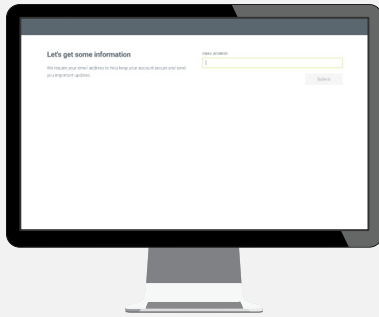 Let's get some information
EMAIL ADDRESS
We require your email address to help keep your account secure and send
you important updates.
Submit